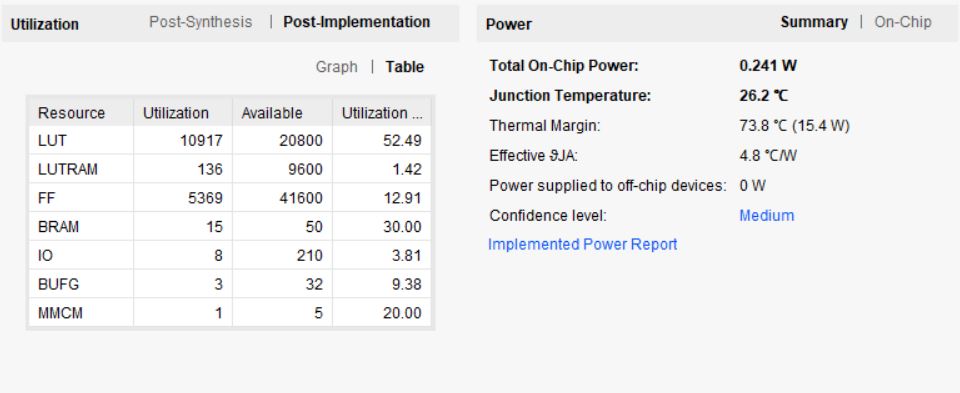 Utilization Post-Synthesis | Post-Implementation
Graph | Table
Resource Utilization Available Utilization ...
LUT 10917 20800 52.49
LUTRAM 136 9600 1.42
FF 5369 41600 12.91
BRAM 15 50 30.00
IO 8 210 3.81
BUFG 3 32 9.38
MMCM 1 5 20.00
Power Summary | On-Chip
Total On-Chip Power: 0.241 W
Junction Temperature: 26.2 °C
Thermal Margin: 73.8 °C (15.4 W)
Effective ϑJA: 4.8 °C/W
Power supplied to off-chip devices: 0 W
Confidence level: Medium
Implemented Power Report